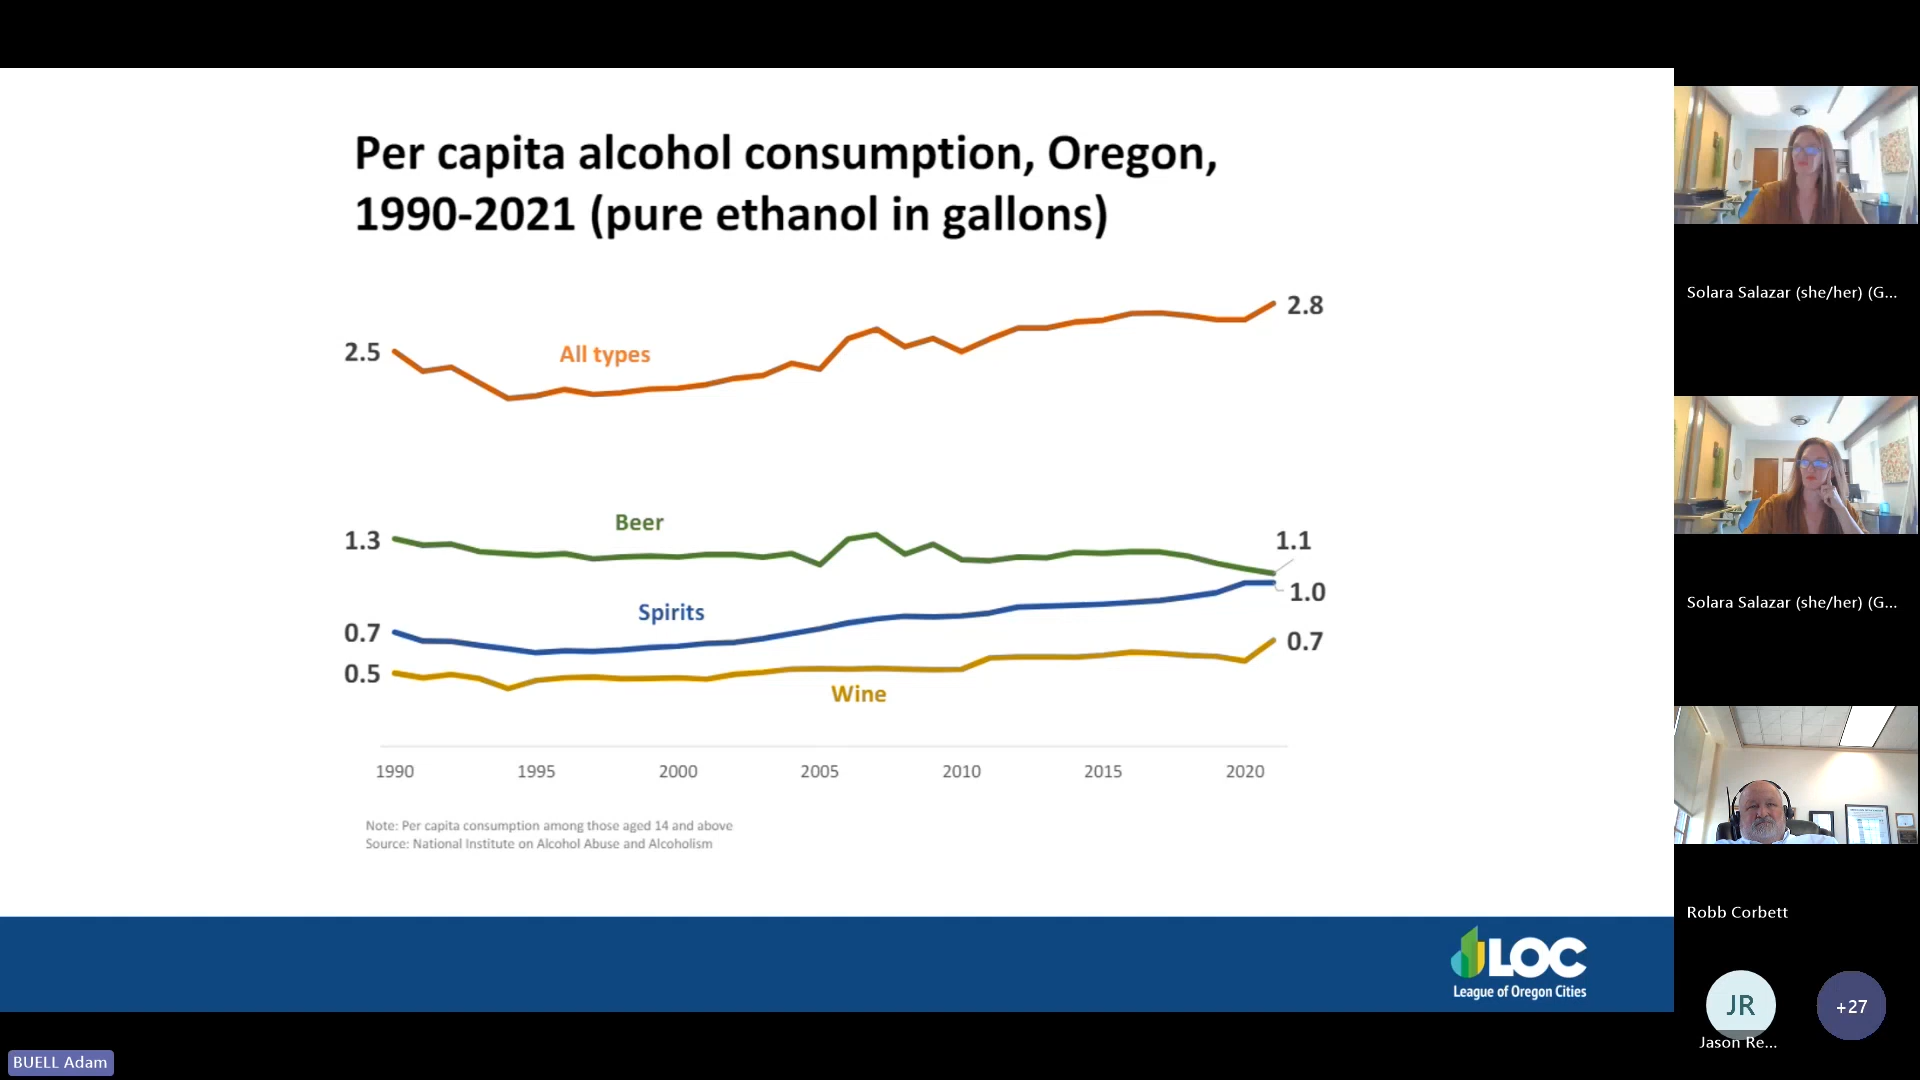 Per capita alcohol consumption, Oregon,
1990-2021 (pure ethanol in gallons)
2.8
2.5
All types
Beer
1.3
1.1
Spirits
1.0
0.7
0.7
0.5
Wine
1990 1995 2000 2005 2010 2015 2020
Note: Per capita consumption among those aged 14 and above
Source: National Institute on Alcohol Abuse and Alcoholism
LOC
League of Oregon Cities
BUELL Adam
Solara Salazar (she/her) (G...
Solara Salazar (she/her) (G...
Robb Corbett
JR
+27
Jason Re...